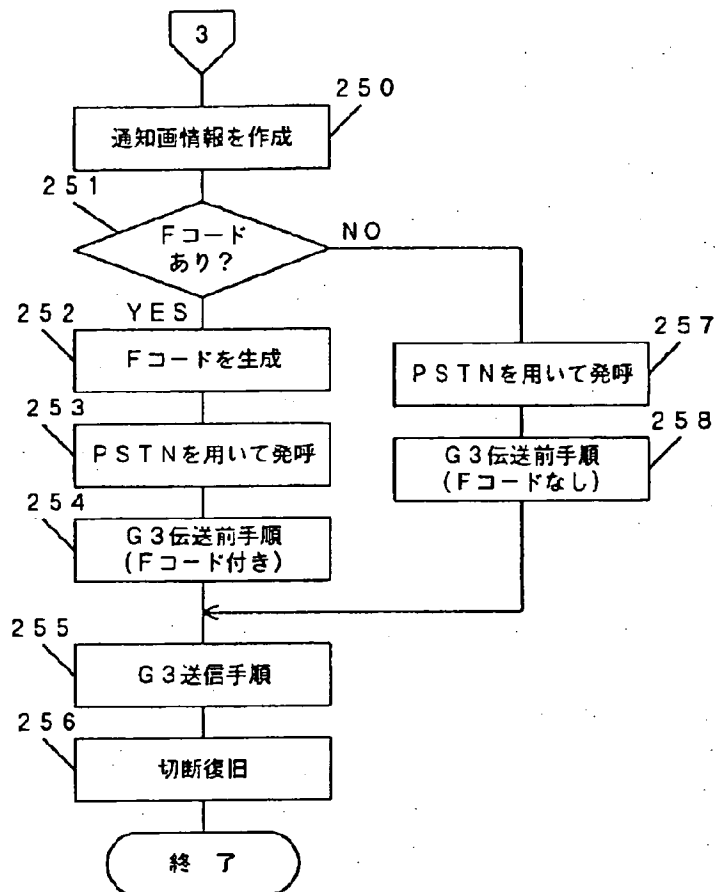 3
250
通知画情報を作成
251
Fコード
あり?
NO
YES
252
Fコードを生成
257
PSTNを用いて発呼
253
PSTNを用いて発呼
258
G3伝送前手順
(Fコードなし)
254
G3伝送前手順
(Fコード付き)
255
G3送信手順
256
切断復旧
終了